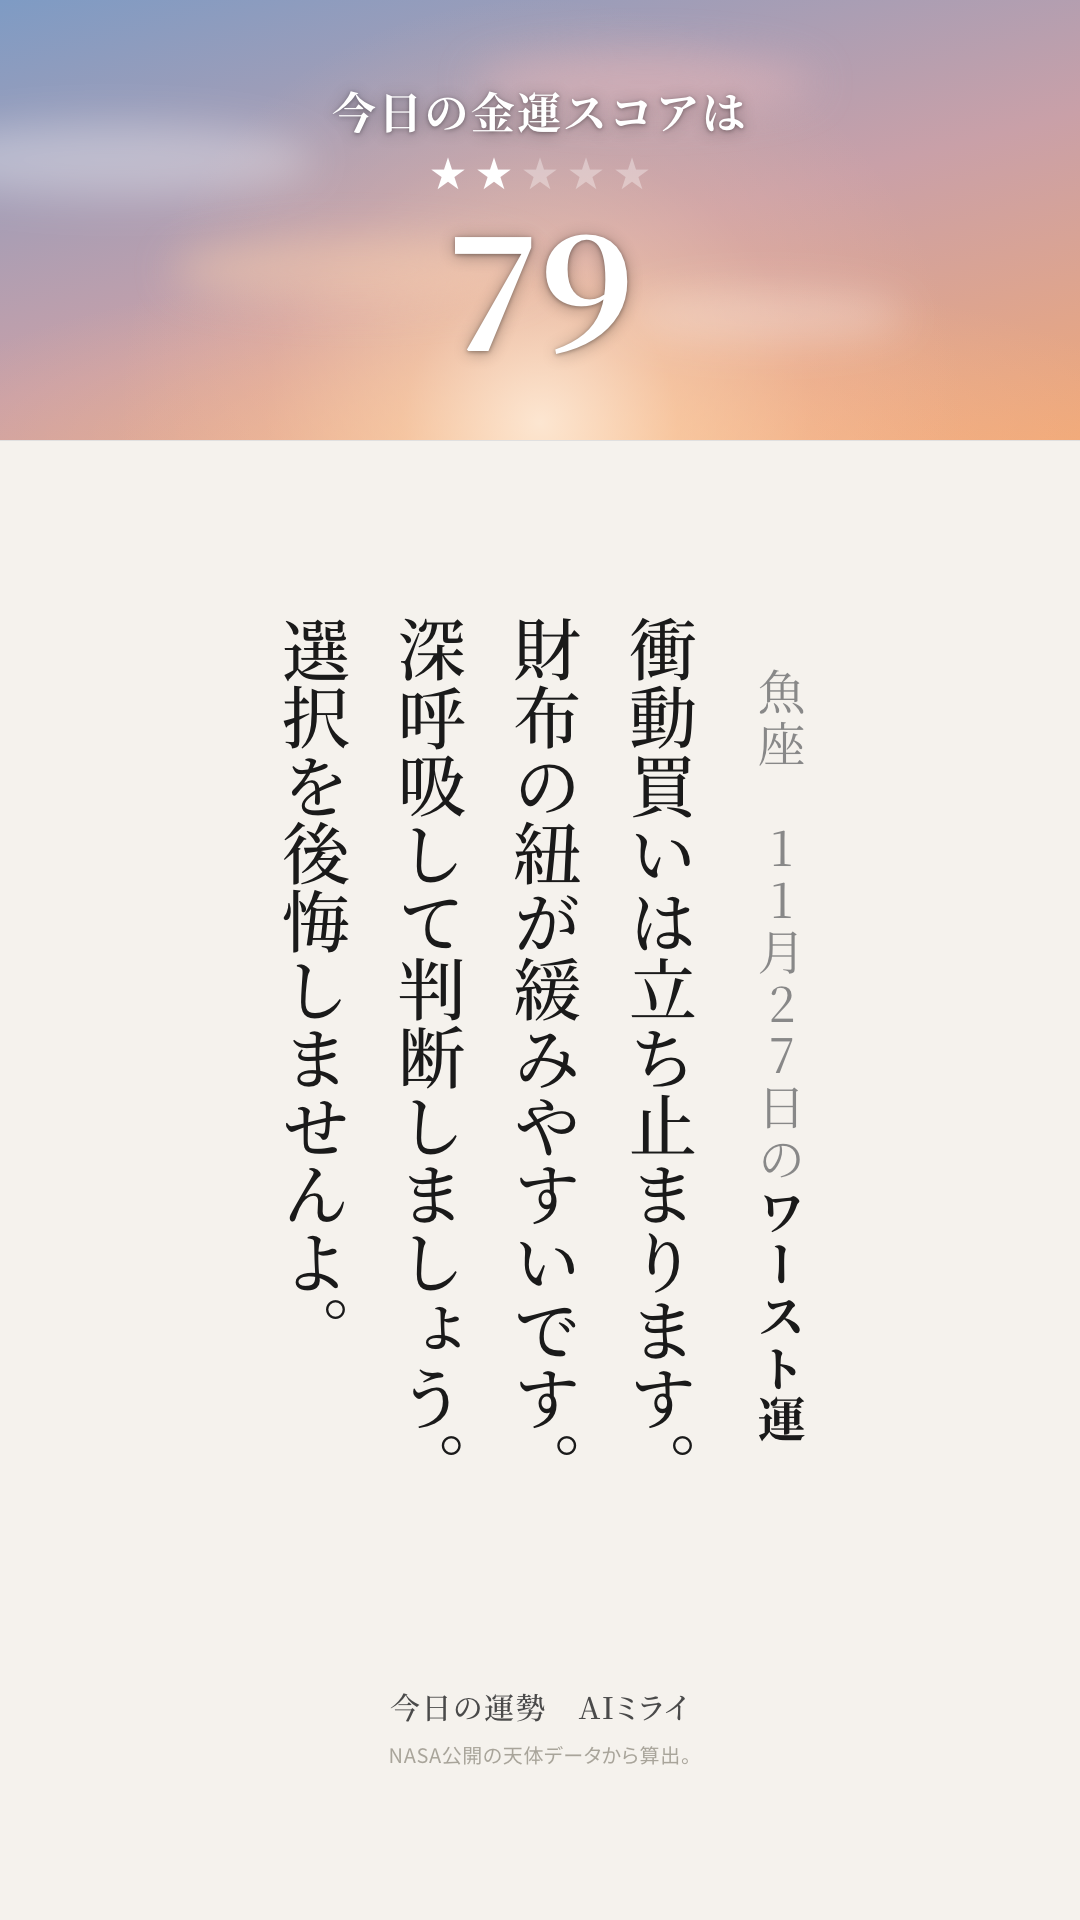 今日の金運スコアは
★★★★★
79
魚座　11月27日のワースト運
衝動買いは立ち止まります。
財布の紐が緩みやすいです。
深呼吸して判断しましょう。
選択を後悔しませんよ。
今日の運勢　AIミライ
NASA公開の天体データから算出。